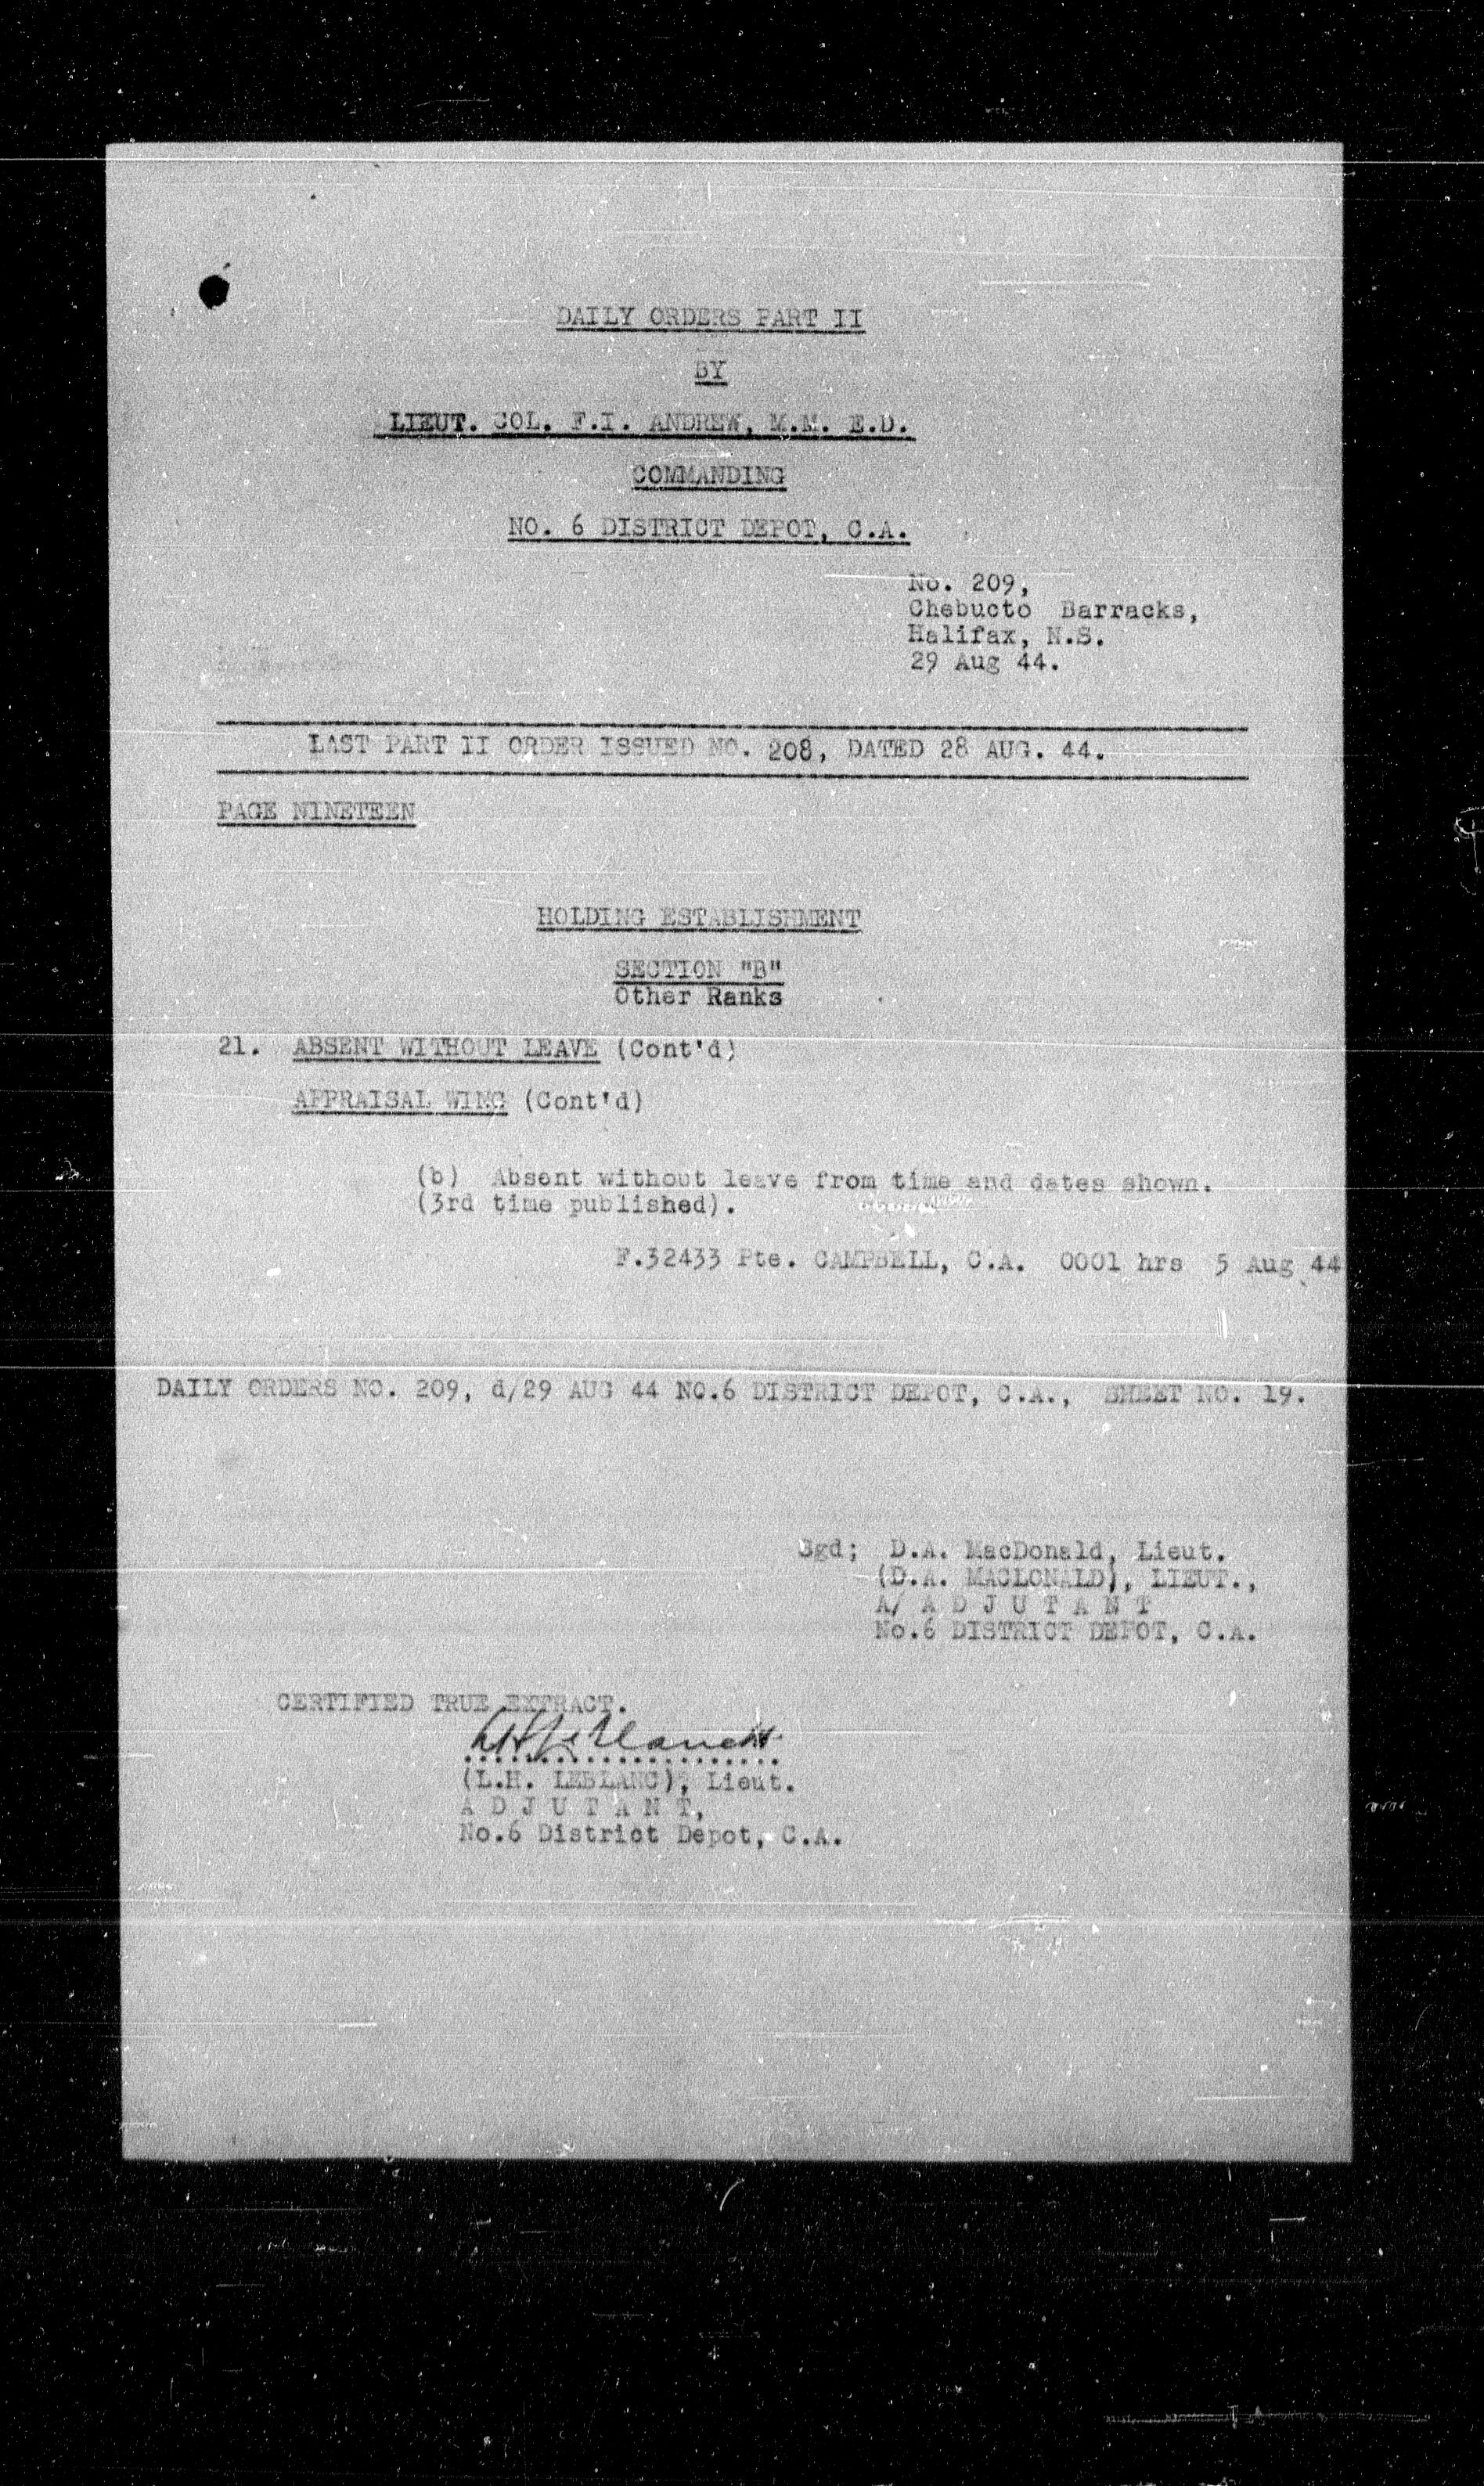 DAILY ORDERS PART II
BY
LIEUT. COL. F.I. ANDREW, M.M. E.D.
COMMANDING
NO. 6 DISTRICT DEPOT, C.A.
No. 209,
Chebucto Barracks,
Halifax, N.S.
29 Aug 44.
LAST PART II ORDER ISSUED NO. 208, DATED 28 AUG. 44.
PAGE NINETEEN
HOLDING ESTABLISHMENT
SECTION "B"
Other Ranks
21. ABSENT WITHOUT LEAVE (Cont'd)
APPRAISAL WING (Cont'd)
(b) Absent without leave from time and dates shown.
(3rd time published).
F.32433 Pte. CAMPBELL, C.A. 0001 hrs 5 Aug 44
DAILY ORDERS NO. 209, d/29 AUG 44 NO.6 DISTRICT DEPOT, C.A., SHEET NO. 19.
Sgd; D.A. MacDonald, Lieut.
(D.A. MACDONALD), LIEUT.,
A/ A D J U T A N T
No.6 DISTRICT DEPOT, C.A.
CERTIFIED TRUE EXTRACT.
LH LeBlanc Lt.
(L.H. LEBLANC), Lieut.
A D J U T A N T,
No.6 District Depot, C.A.